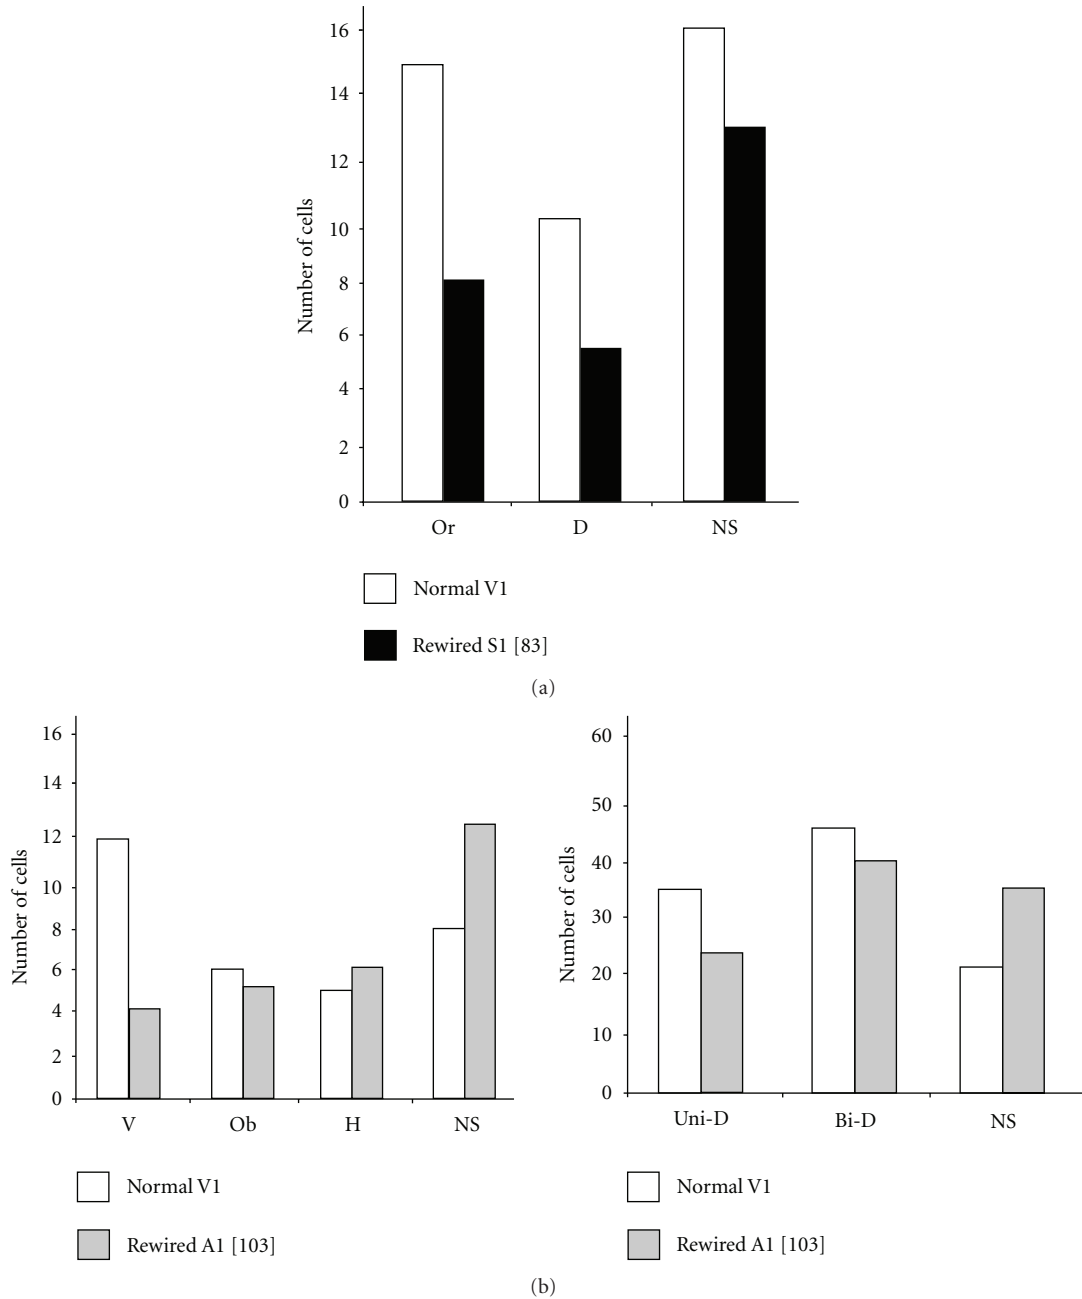 16
14
12
10
8
6
4
2
0
Number of cells
Or D NS
Normal V1
Rewired S1 [83]
(a)
16
14
12
10
8
6
4
2
0
Number of cells
V Ob H NS
Normal V1
Rewired A1 [103]
60
50
40
30
20
10
0
Number of cells
Uni-D Bi-D NS
Normal V1
Rewired A1 [103]
(b)